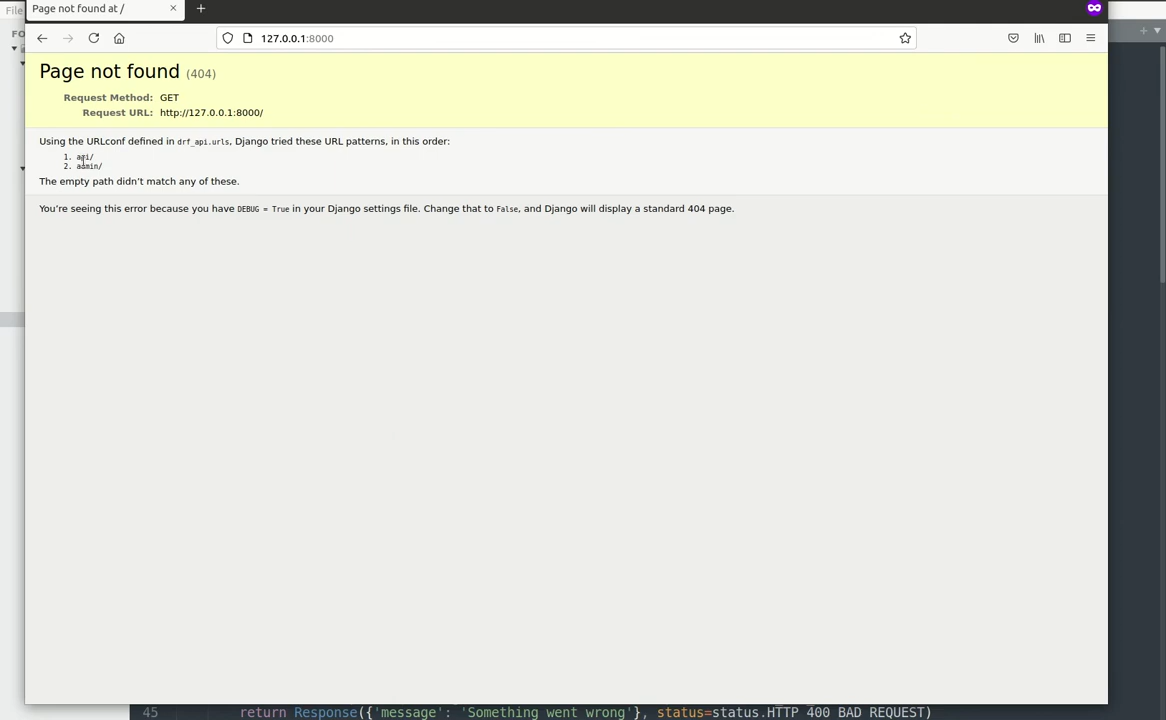 File
Page not found at /
FO
127.0.0.1:8000
Page not found (404)
Request Method: GET
Request URL: http://127.0.0.1:8000/
Using the URLconf defined in drf_api.urls, Django tried these URL patterns, in this order:
1. api/
2. admin/
The empty path didn’t match any of these.
You’re seeing this error because you have DEBUG = True in your Django settings file. Change that to False, and Django will display a standard 404 page.
45 return Response({'message': 'Something went wrong'}, status=status.HTTP_400_BAD_REQUEST)